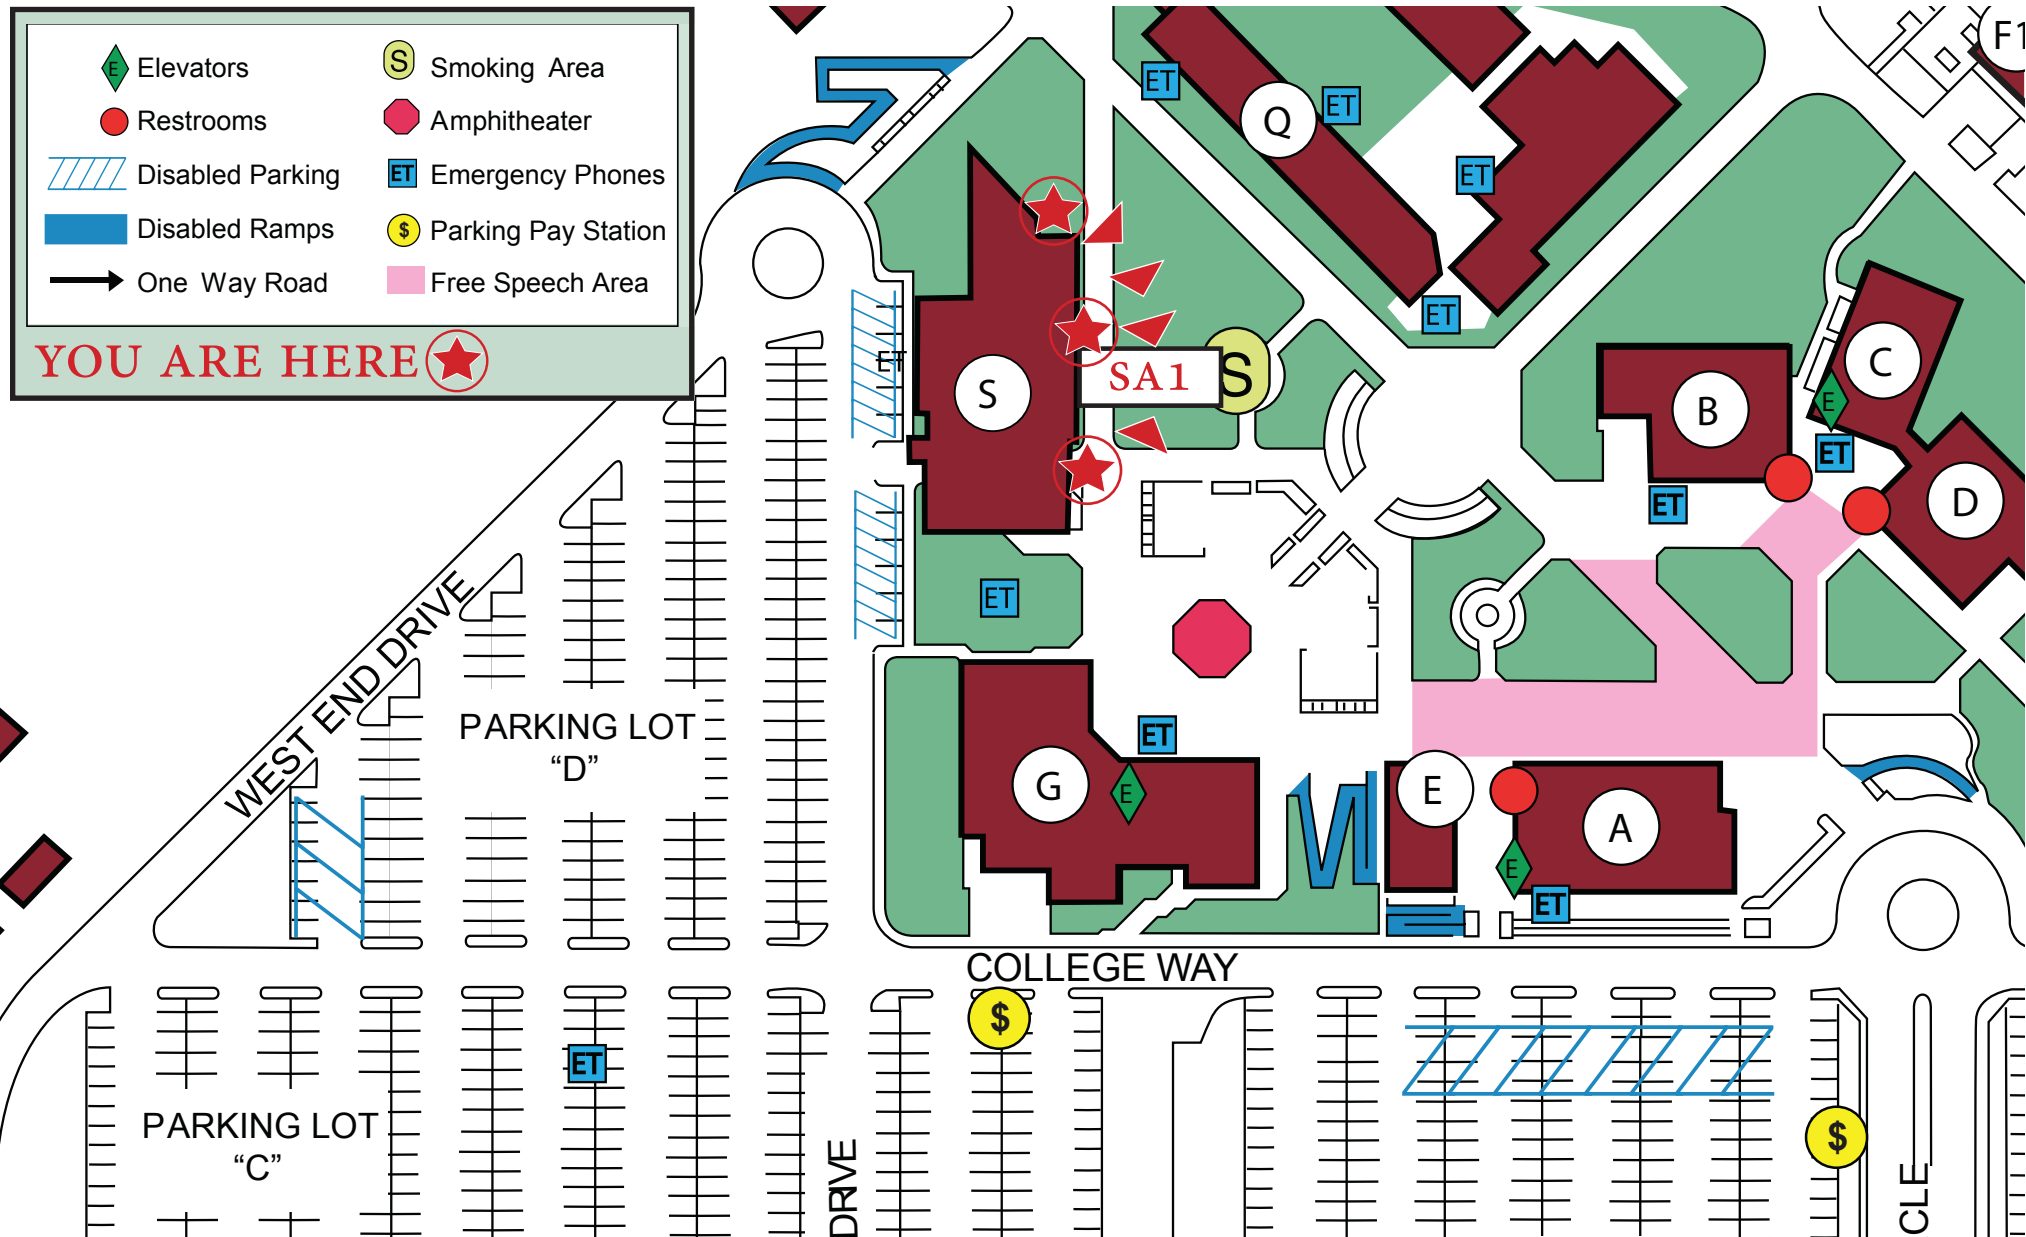 E Elevators
S Smoking Area
Restrooms
Amphitheater
Disabled Parking
ET Emergency Phones
Disabled Ramps
$ Parking Pay Station
One Way Road
Free Speech Area
YOU ARE HERE
F1
ET
Q
ET
ET
ET
ET
S
SA1
S
B
C
E
ET
ET
D
ET
WEST END DRIVE
PARKING LOT
“D”
ET
G
E
E
A
E
ET
COLLEGE WAY
$
ET
PARKING LOT
“C”
DRIVE
$
CLE